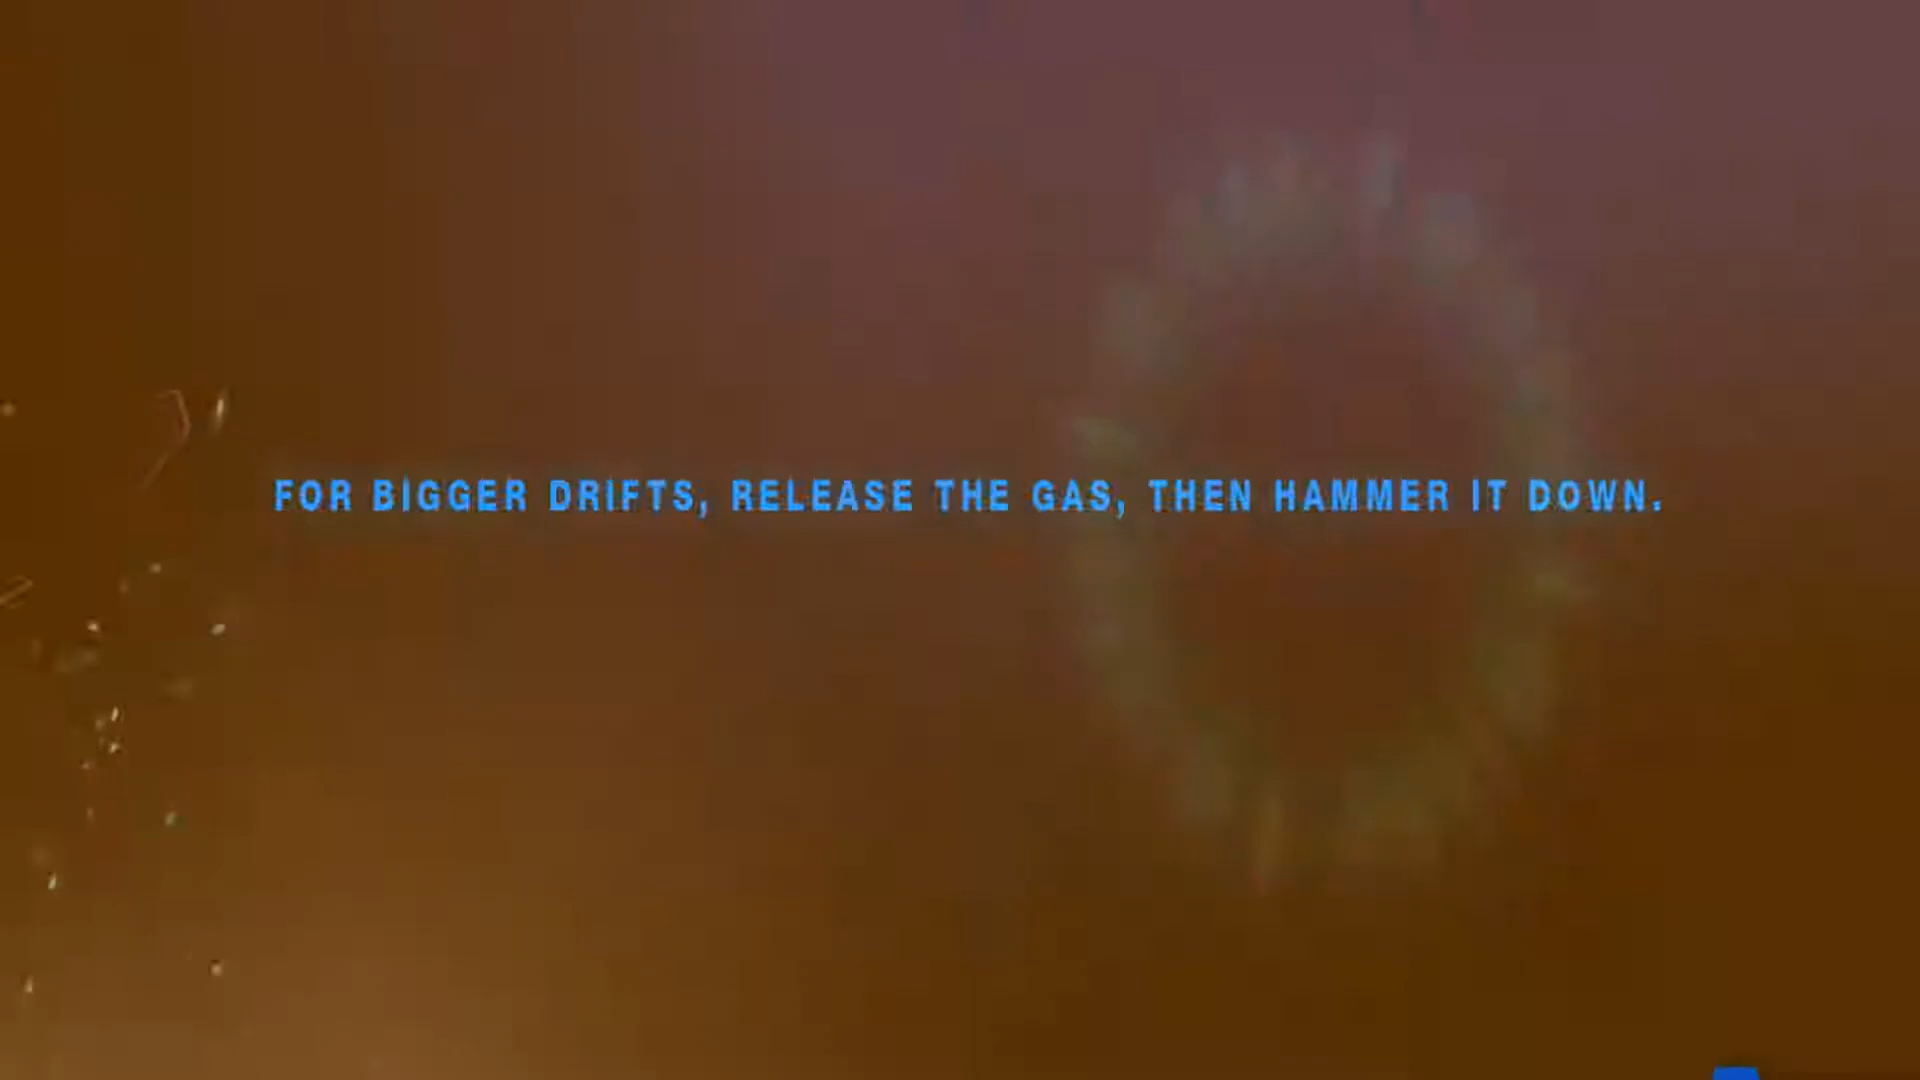 FOR BIGGER DRIFTS, RELEASE THE GAS, THEN HAMMER IT DOWN.